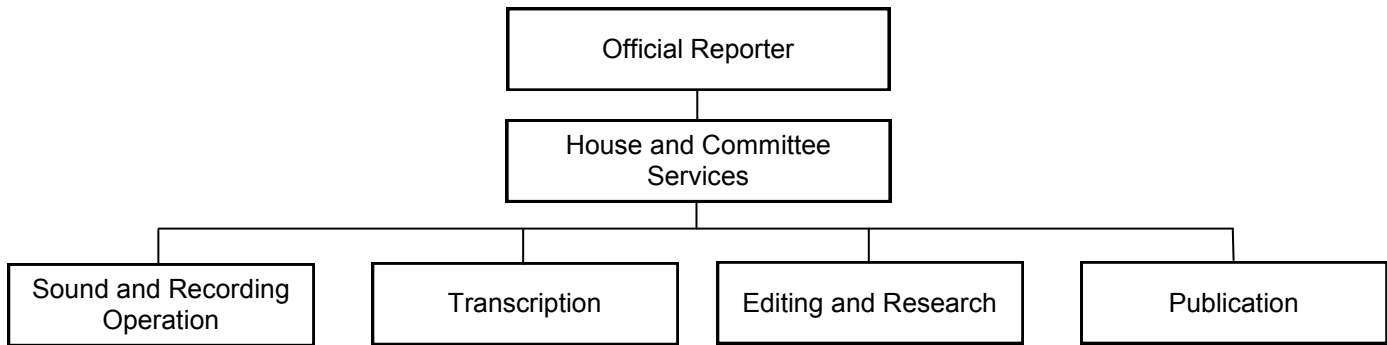 Official Reporter
House and Committee
Services
Sound and Recording
Operation
Transcription
Editing and Research
Publication